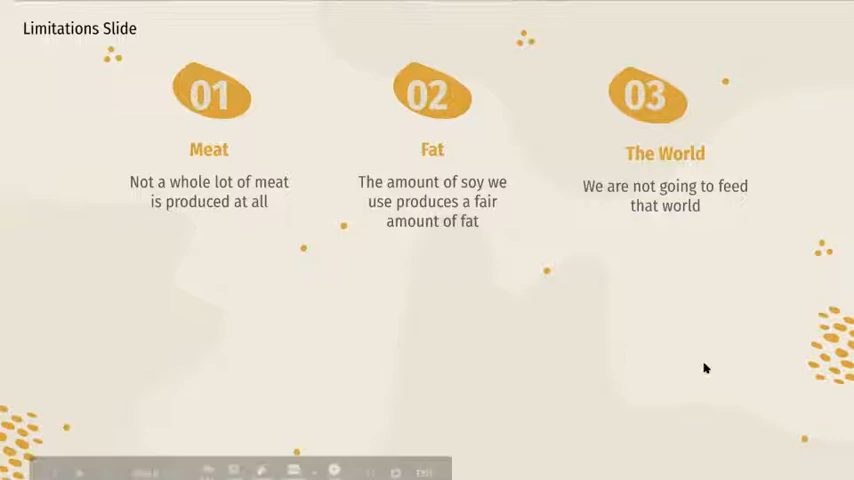 Limitations Slide
01
02
03
Meat
Not a whole lot of meat
is produced at all
Fat
The amount of soy we
use produces a fair
amount of fat
The World
We are not going to feed
that world
EXIT